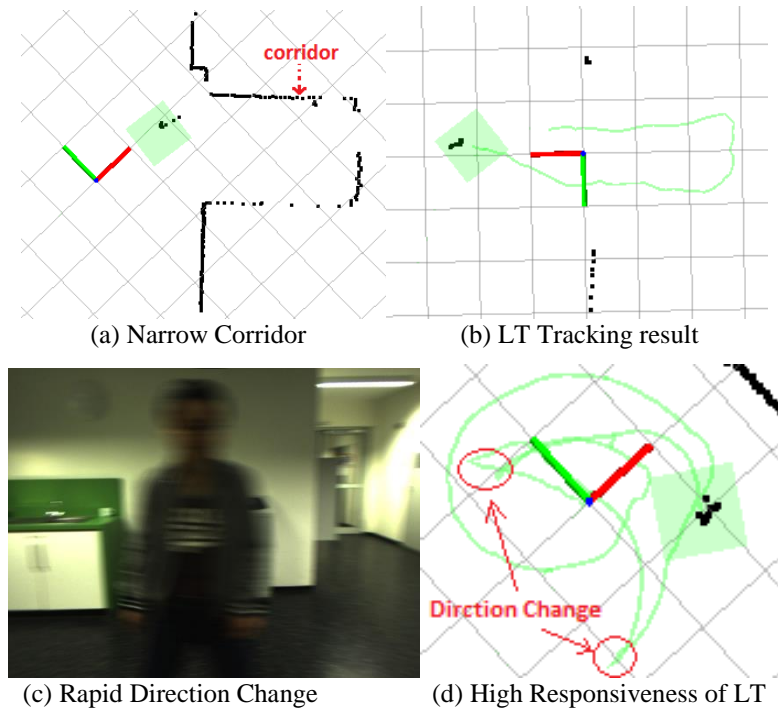 corridor
(a) Narrow Corridor
(b) LT Tracking result
Dirction Change
(c) Rapid Direction Change
(d) High Responsiveness of LT